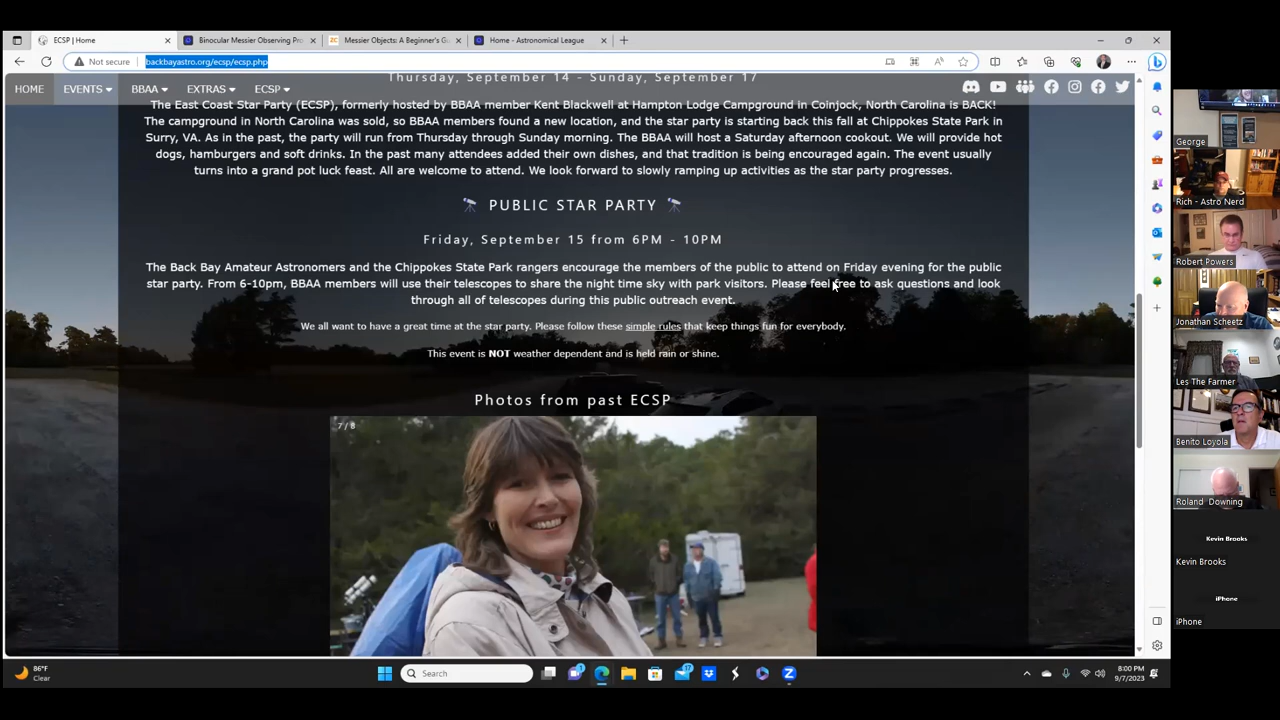 ECSP | Home
Binocular Messier Observing Pro
Messier Objects: A Beginner's G
Home - Astronomical League
Not secure
backbayastro.org/ecsp/ecsp.php
HOME
EVENTS
BBAA
EXTRAS
ECSP
Thursday, September 14 - Sunday, September 17
The East Coast Star Party (ECSP), formerly hosted by BBAA member Kent Blackwell at Hampton Lodge Campground in Coinjock, North Carolina is BACK!
The campground in North Carolina was sold, so BBAA members found a new location, and the star party is starting back this fall at Chippokes State Park in
Surry, VA. As in the past, the party will run from Thursday through Sunday morning. The BBAA will host a Saturday afternoon cookout. We will provide hot
dogs, hamburgers and soft drinks. In the past many attendees added their own dishes, and that tradition is being encouraged again. The event usually
turns into a grand pot luck feast. All are welcome to attend. We look forward to slowly ramping up activities as the star party progresses.
PUBLIC STAR PARTY
Friday, September 15 from 6PM - 10PM
The Back Bay Amateur Astronomers and the Chippokes State Park rangers encourage the members of the public to attend on Friday evening for the public
star party. From 6-10pm, BBAA members will use their telescopes to share the night time sky with park visitors. Please feel free to ask questions and look
through all of telescopes during this public outreach event.
We all want to have a great time at the star party. Please follow these simple rules that keep things fun for everybody.
This event is NOT weather dependent and is held rain or shine.
Photos from past ECSP
7 / 8
George
Rich - Astro Nerd
Robert Powers
Jonathan Scheetz
Les The Farmer
Benito Loyola
Roland Downing
Kevin Brooks
Kevin Brooks
iPhone
iPhone
86°F
Clear
Search
8:00 PM
9/7/2023